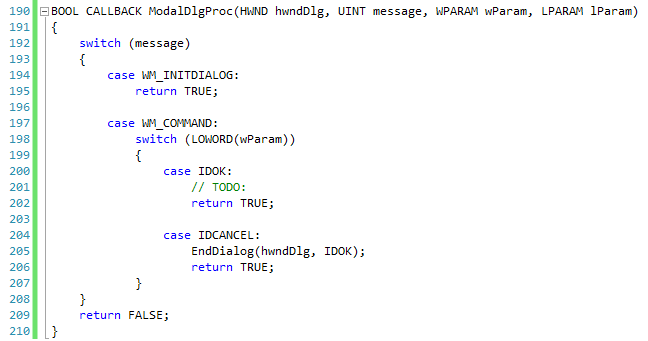 190 BOOL CALLBACK ModalDlgProc(HWND hwndDlg, UINT message, WPARAM wParam, LPARAM lParam)
191 {
192     switch (message)
193     {
194         case WM_INITDIALOG:
195             return TRUE;
196
197         case WM_COMMAND:
198             switch (LOWORD(wParam))
199             {
200                 case IDOK:
201                     // TODO:
202                     return TRUE;
203
204                 case IDCANCEL:
205                     EndDialog(hwndDlg, IDOK);
206                     return TRUE;
207             }
208     }
209     return FALSE;
210 }